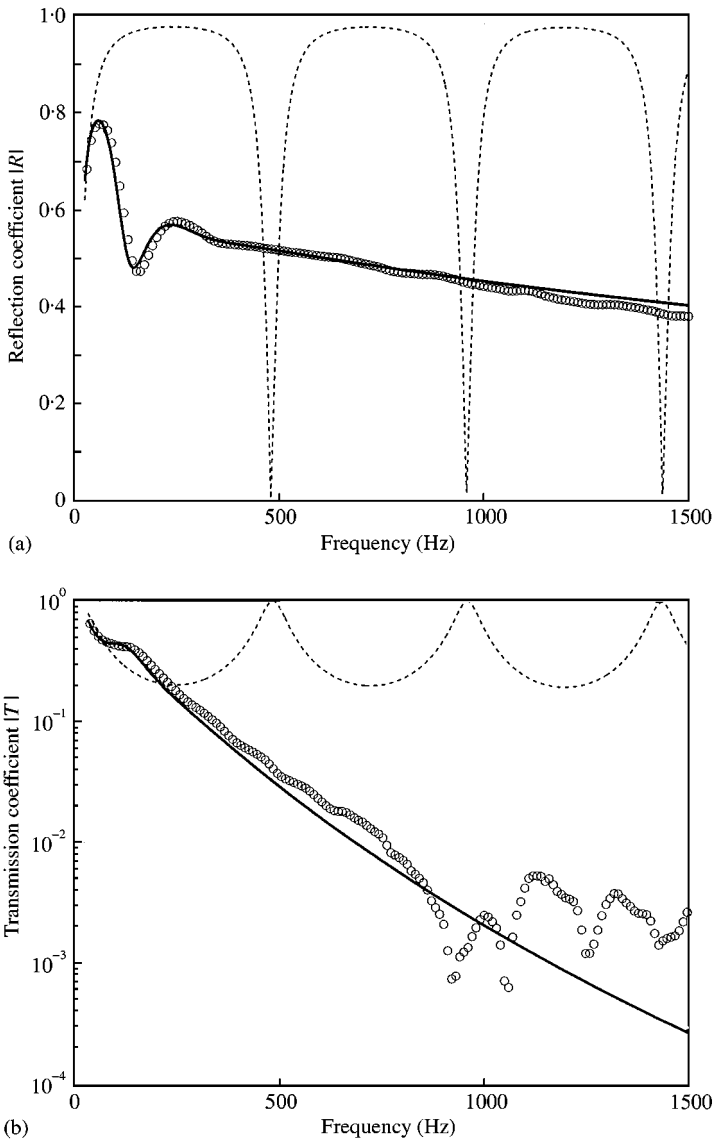 1·0
0·8
0·6
0·4
0·2
0
Reflection coefficient |R|
0 500 1000 1500
Frequency (Hz)
(a)
10⁰
10⁻¹
10⁻²
10⁻³
10⁻⁴
Transmission coefficient |T|
0 500 1000 1500
Frequency (Hz)
(b)